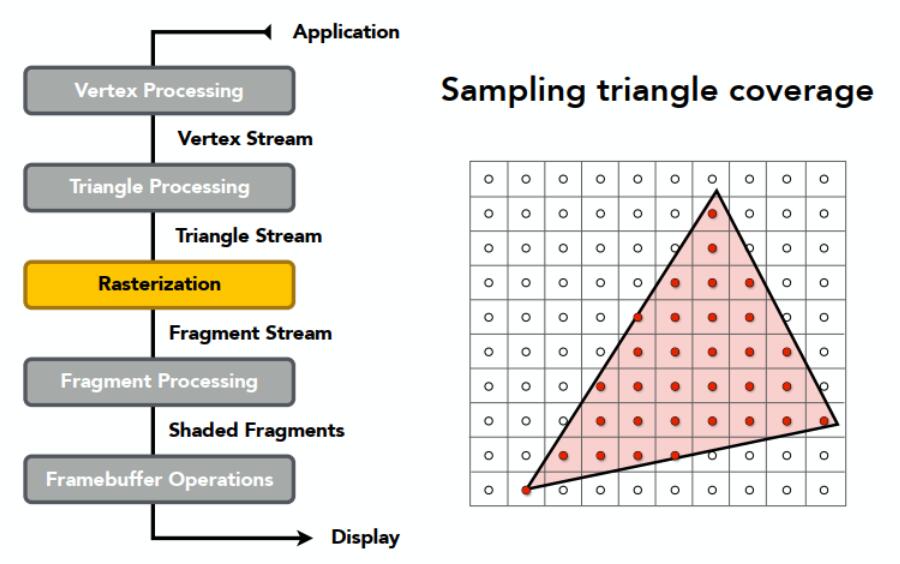 Application
Vertex Processing
Vertex Stream
Triangle Processing
Triangle Stream
Rasterization
Fragment Stream
Fragment Processing
Shaded Fragments
Framebuffer Operations
Display
Sampling triangle coverage